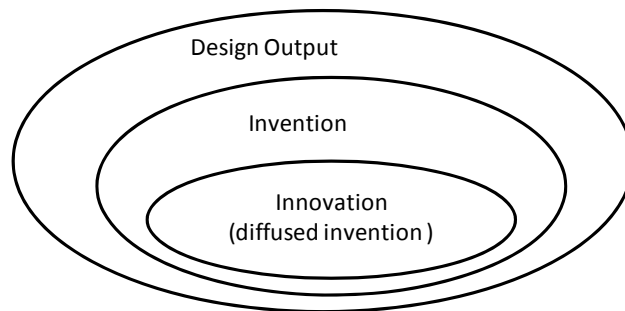 Design Output
Invention
Innovation
(diffused invention )